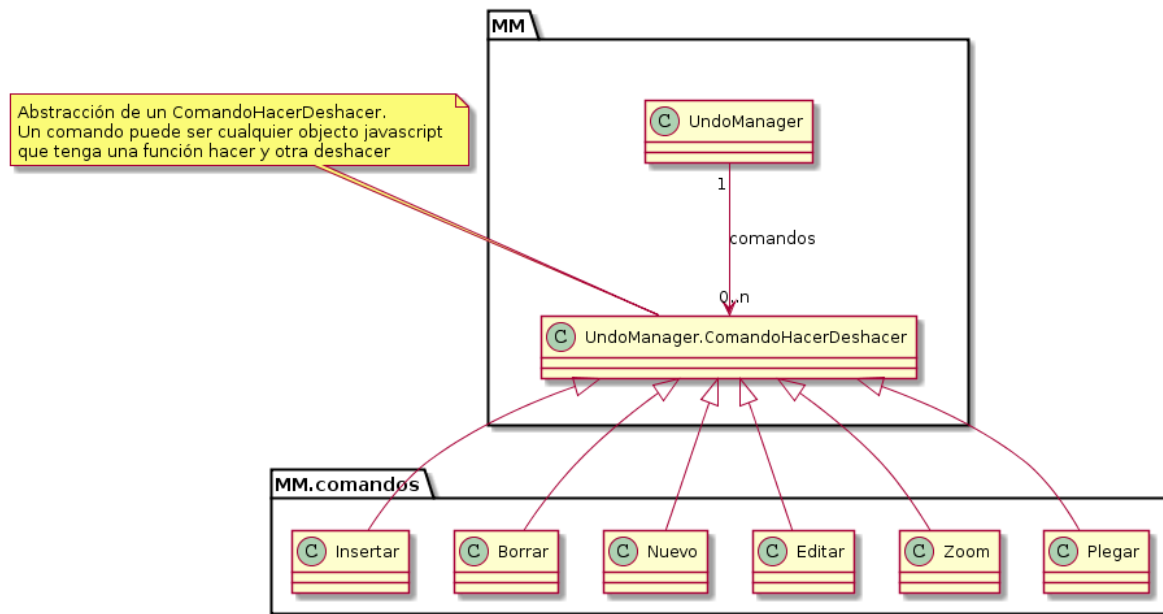 MM
Abstracción de un ComandoHacerDeshacer.
Un comando puede ser cualquier objecto javascript
que tenga una función hacer y otra deshacer
C UndoManager
1
comandos
0..n
C UndoManager.ComandoHacerDeshacer
MM.comandos
C Insertar
C Borrar
C Nuevo
C Editar
C Zoom
C Plegar